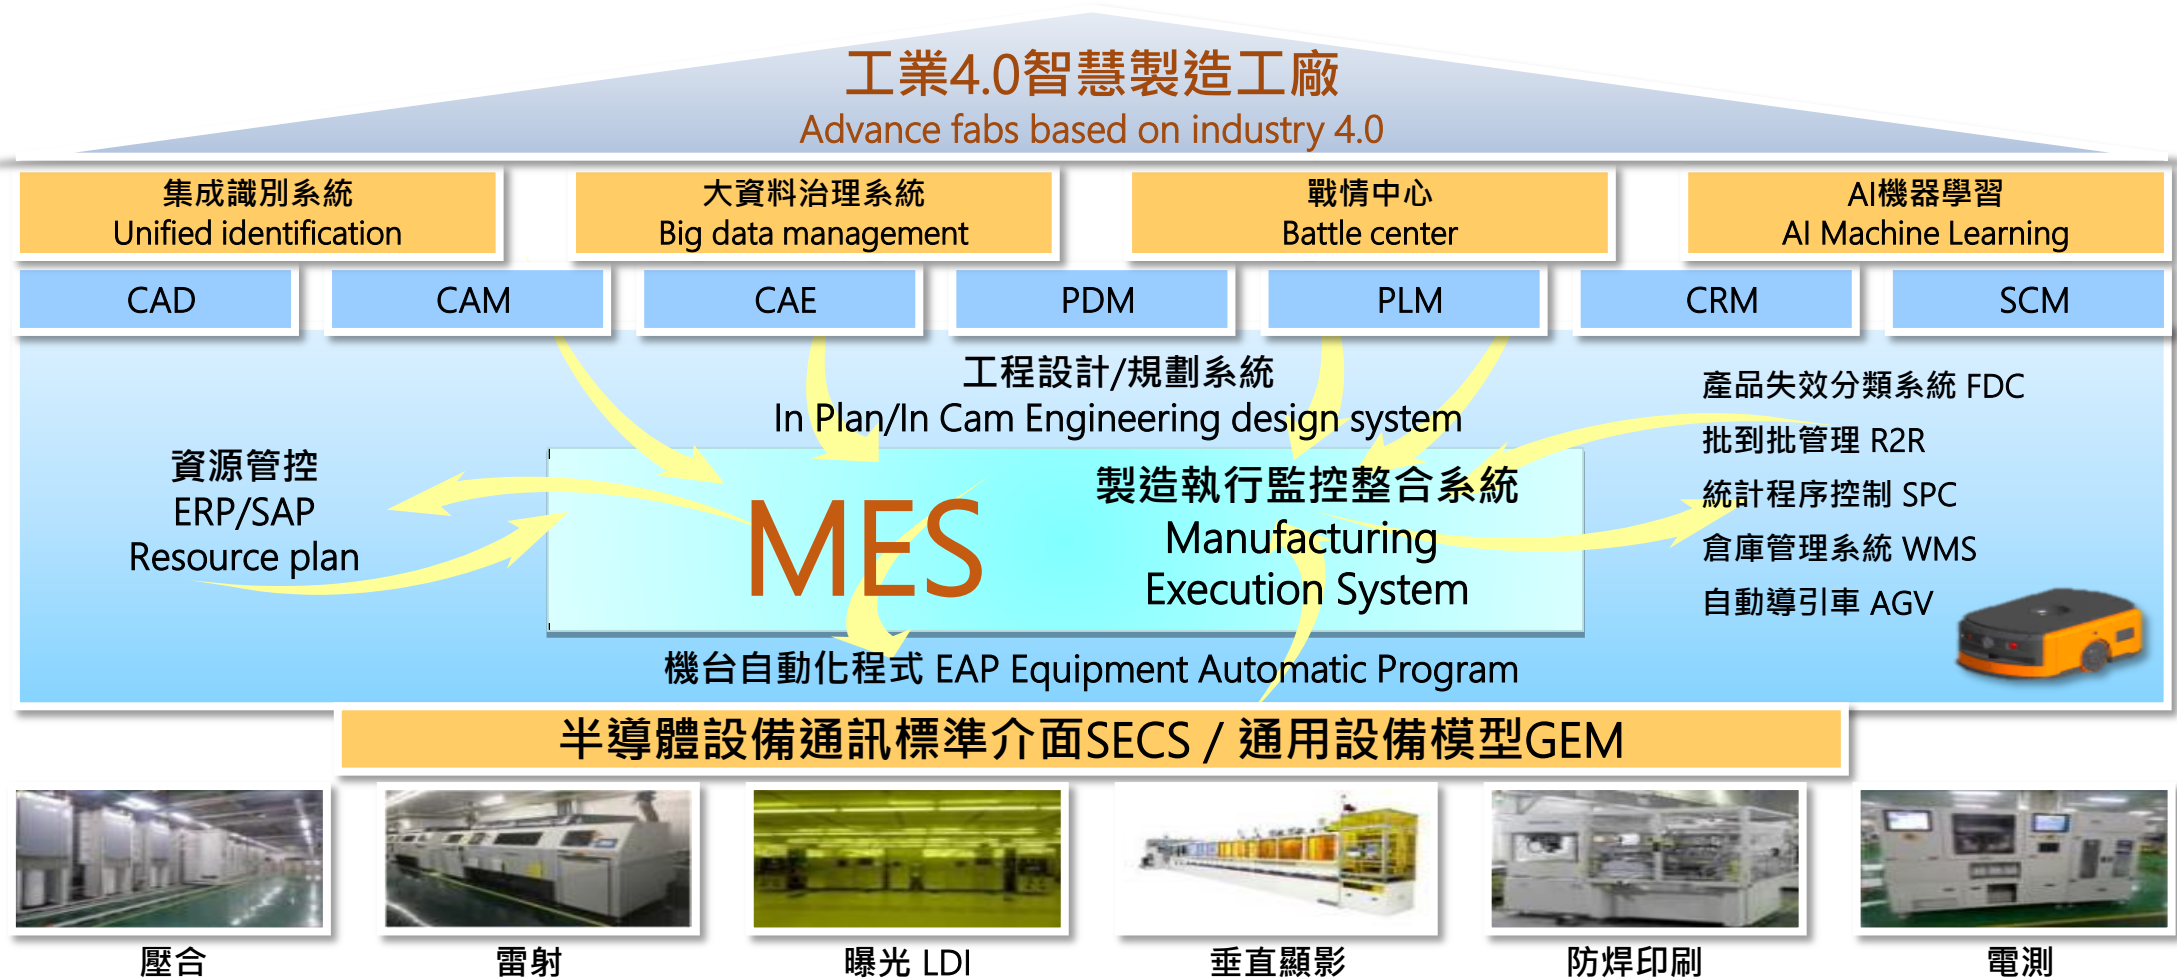 工業4.0智慧製造工廠
Advance fabs based on industry 4.0
集成識別系統
Unified identification
大資料治理系統
Big data management
戰情中心
Battle center
AI機器學習
AI Machine Learning
CAD
CAM
CAE
PDM
PLM
CRM
SCM
工程設計/規劃系統
In Plan/In Cam Engineering design system
資源管控
ERP/SAP
Resource plan
MES
製造執行監控整合系統
Manufacturing
Execution System
產品失效分類系統 FDC
批到批管理 R2R
統計程序控制 SPC
倉庫管理系統 WMS
自動導引車 AGV
機台自動化程式 EAP Equipment Automatic Program
半導體設備通訊標準介面SECS / 通用設備模型GEM
壓合
雷射
曝光 LDI
垂直顯影
防焊印刷
電測